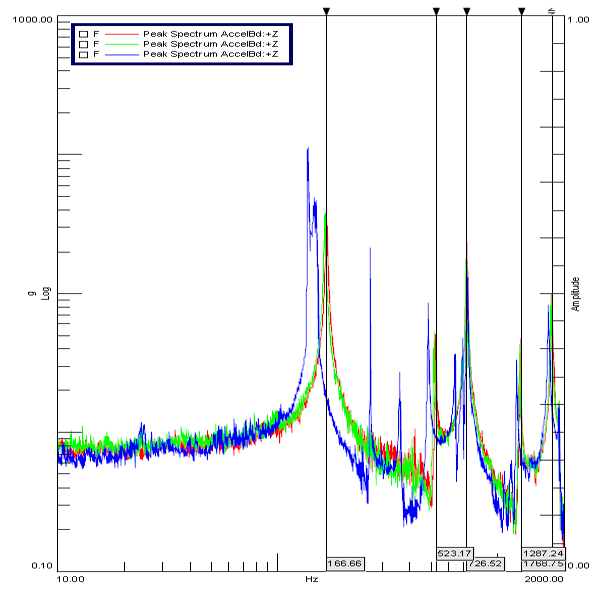 1000.00
1.00
F Peak Spectrum AccelBd:+Z
F Peak Spectrum AccelBd:+Z
F Peak Spectrum AccelBd:+Z
g
Log
Amplitude
523.17
1287.24
166.66
726.52
1768.75
0.10
0.00
10.00
Hz
2000.00